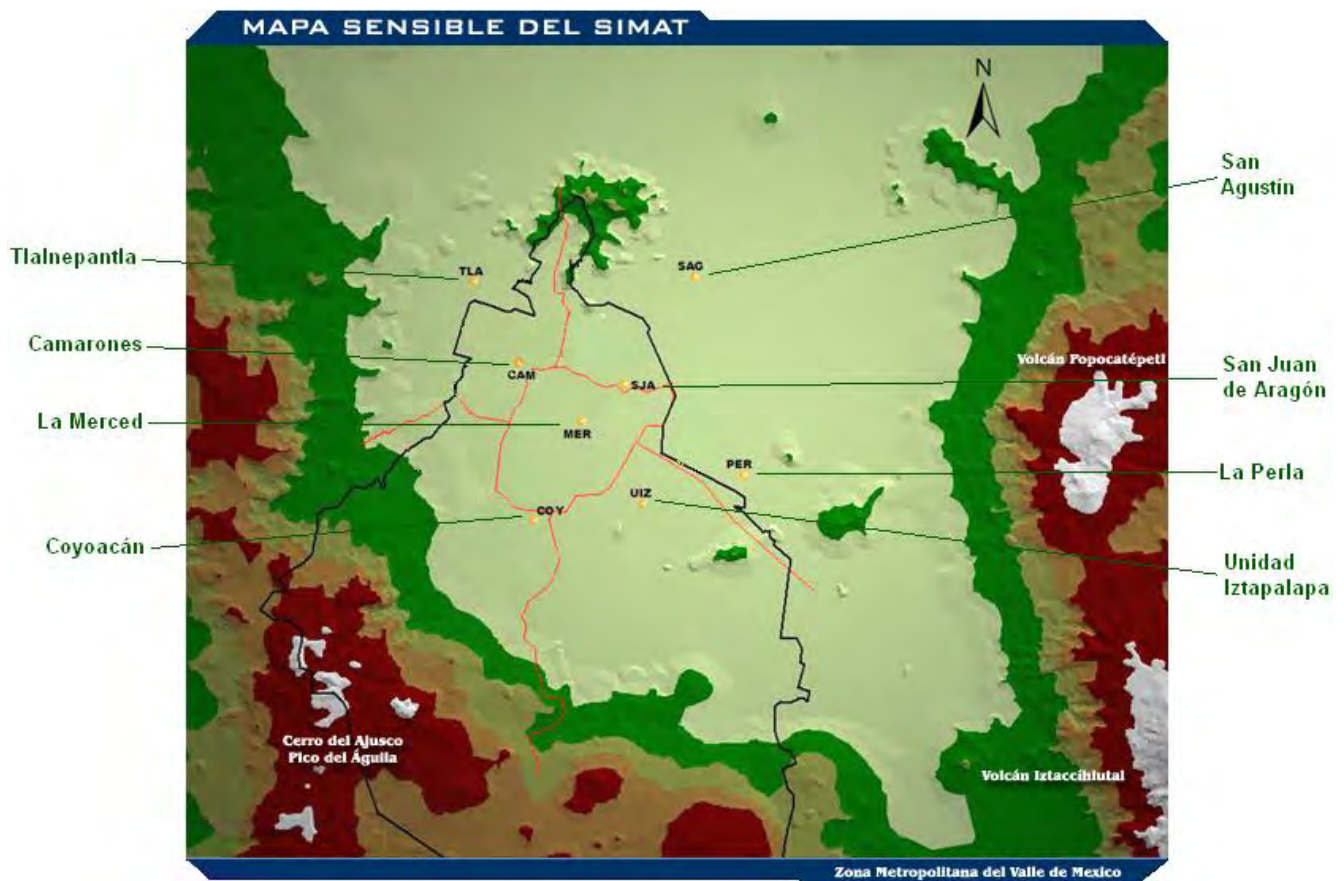 MAPA SENSIBLE DEL SIMAT
N
San
Agustín
Tlalnepantla
TLA
SAG
Camarones
CAM
Volcán Popocatépetl
San Juan
de Aragón
SJA
La Merced
MER
PER
La Perla
UIZ
COY
Coyoacán
Unidad
Iztapalapa
Cerro del Ajusco
Pico del Águila
Volcán Iztaccíhlutal
Zona Metropolitana del Valle de Mexico